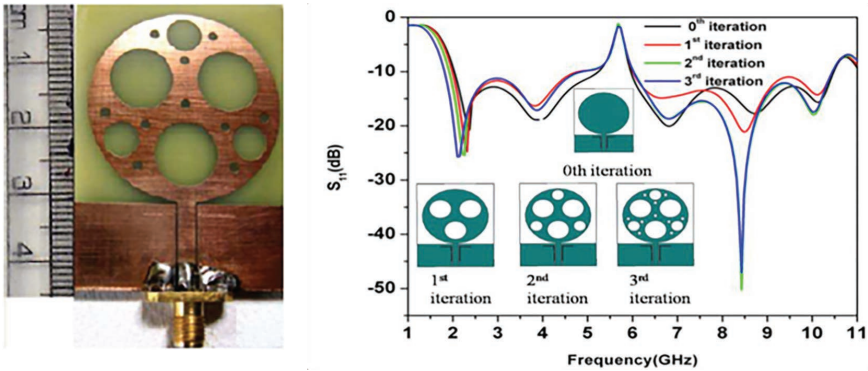 cm
1
2
3
4
0
-10
-20
-30
-40
-50
S11(dB)
0th iteration
1st iteration
2nd iteration
3rd iteration
0th iteration
1st
iteration
2nd
iteration
3rd
iteration
1 2 3 4 5 6 7 8 9 10 11
Frequency(GHz)